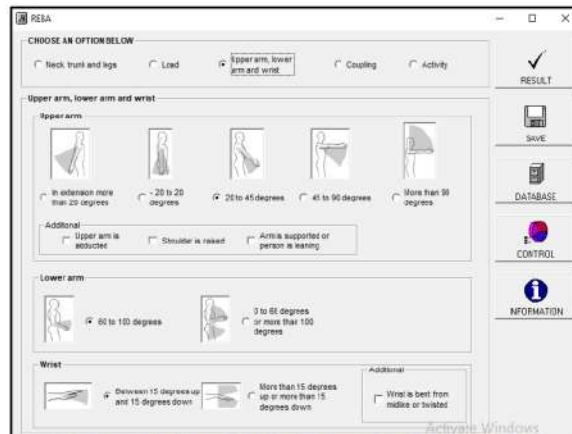 REBA
CHOOSE AN OPTION BELOW
Neck, trunk and legs
Load
Upper arm, lower
arm and wrist
Coupling
Activity
RESULT
SAVE
DATABASE
CONTROL
INFORMATION
Upper arm, lower arm and wrist
Upper arm
In extension more
than 20 degrees
- 20 to 20
degrees
20 to 45 degrees
45 to 90 degrees
More than 90
degrees
Additional
Upper arm is
abducted
Shoulder is raised
Arm is supported or
person is leaning
Lower arm
60 to 100 degrees
0 to 60 degrees
or more than 100
degrees
Wrist
Between 15 degrees up
and 15 degrees down
More than 15 degrees
up or more than 15
degrees down
Additional
Wrist is bent from
midline or twisted
Activate Windows